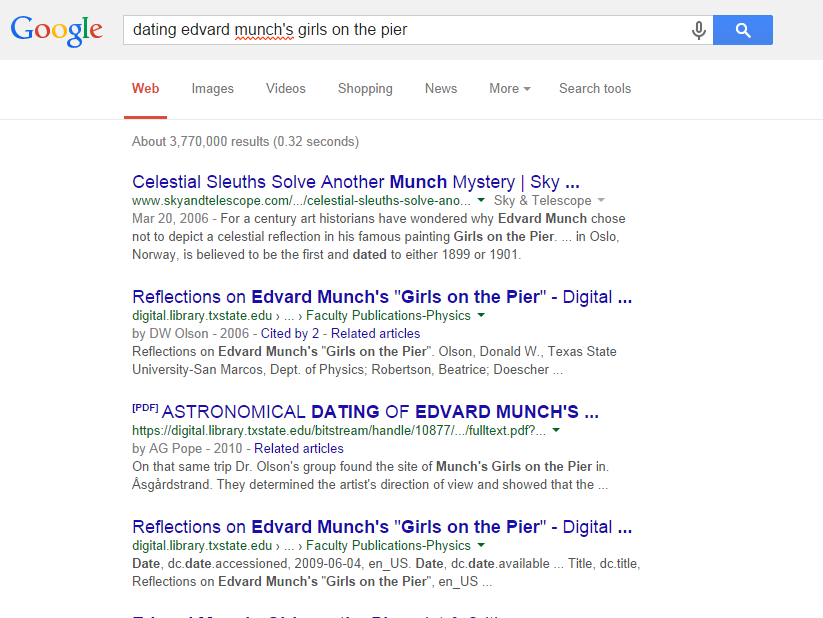 Google
dating edvard munch's girls on the pier
Web Images Videos Shopping News More Search tools
About 3,770,000 results (0.32 seconds)
Celestial Sleuths Solve Another Munch Mystery | Sky ...
www.skyandtelescope.com/.../celestial-sleuths-solve-ano... Sky & Telescope
Mar 20, 2006 - For a century art historians have wondered why Edvard Munch chose
not to depict a celestial reflection in his famous painting Girls on the Pier. ... in Oslo,
Norway, is believed to be the first and dated to either 1899 or 1901.
Reflections on Edvard Munch's "Girls on the Pier" - Digital ...
digital.library.txstate.edu › ... › Faculty Publications-Physics
by DW Olson - 2006 - Cited by 2 - Related articles
Reflections on Edvard Munch's "Girls on the Pier". Olson, Donald W., Texas State
University-San Marcos, Dept. of Physics; Robertson, Beatrice; Doescher ...
[PDF] ASTRONOMICAL DATING OF EDVARD MUNCH'S ...
https://digital.library.txstate.edu/bitstream/handle/10877/.../fulltext.pdf?...
by AG Pope - 2010 - Related articles
On that same trip Dr. Olson's group found the site of Munch's Girls on the Pier in.
Åsgårdstrand. They determined the artist's direction of view and showed that the ...
Reflections on Edvard Munch's "Girls on the Pier" - Digital ...
digital.library.txstate.edu › ... › Faculty Publications-Physics
Date, dc.date.accessioned, 2009-06-04, en_US. Date, dc.date.available ... Title, dc.title,
Reflections on Edvard Munch's "Girls on the Pier", en_US ...